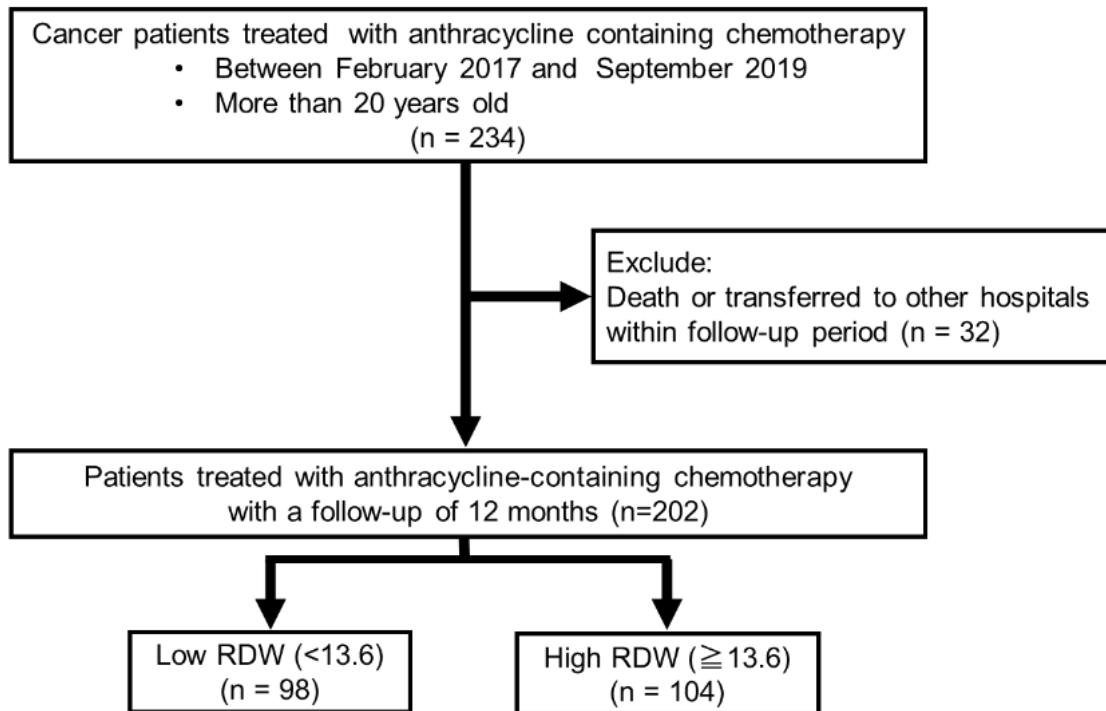 Cancer patients treated with anthracycline containing chemotherapy
• Between February 2017 and September 2019
• More than 20 years old
(n = 234)
Exclude:
Death or transferred to other hospitals
within follow-up period (n = 32)
Patients treated with anthracycline-containing chemotherapy
with a follow-up of 12 months (n=202)
Low RDW (<13.6)
(n = 98)
High RDW (≧13.6)
(n = 104)